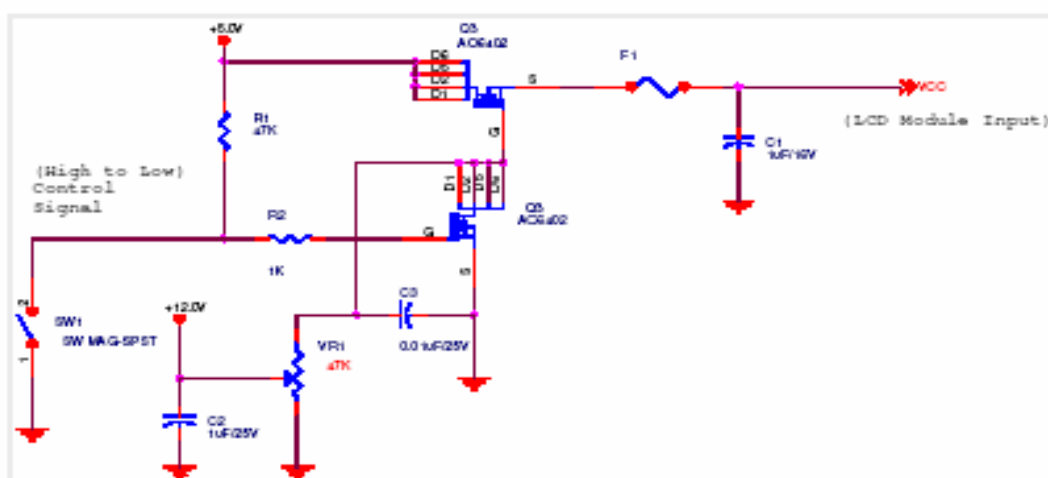 +5.0V
Q3
AO6402
D6
D5
D2
D1
S
G
F1
VCC
(LCD Module Input)
C1
1uF/16V
R1
47K
(High to Low)
Control
Signal
D1
D2
D5
D6
Q3
AO6402
R2
1K
G
S
2
SW1
SW MAG-SPST
1
+12.0V
C3
0.01uF/25V
VR1
47K
C2
1uF/25V